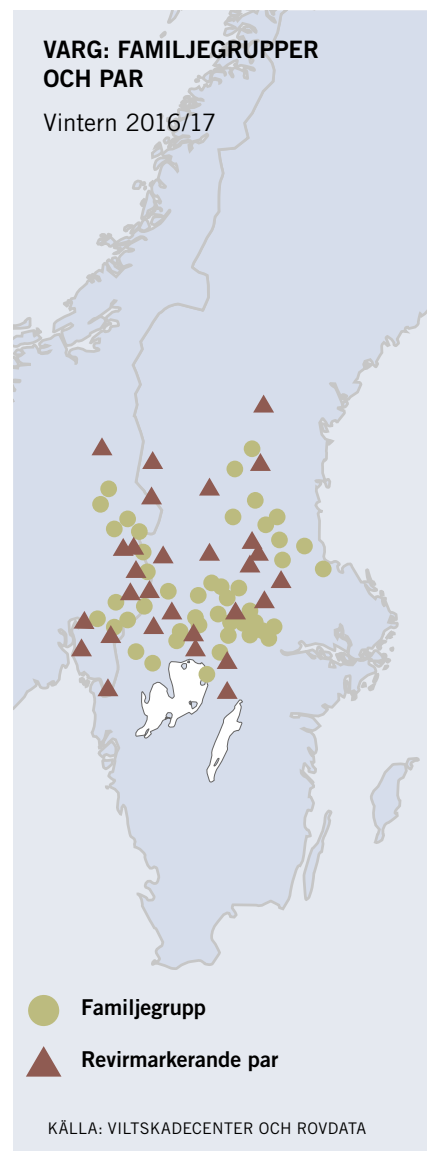 VARG: FAMILJEGRUPPER
OCH PAR
Vintern 2016/17
Familjegrupp
Revirmarkerande par
KÄLLA: VILTSKADECENTER OCH ROVDATA